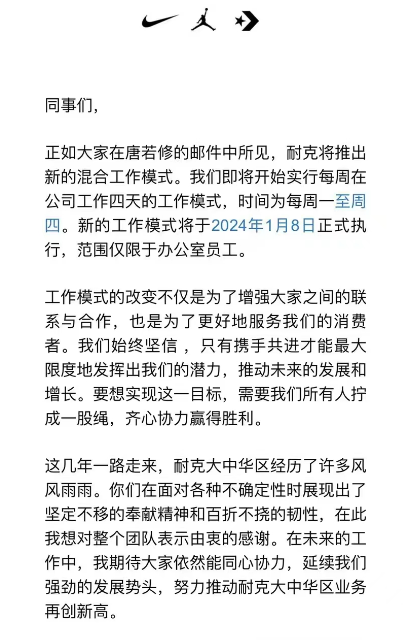 同事们，
正如大家在唐若修的邮件中所见，耐克将推出
新的混合工作模式。我们即将开始实行每周在
公司工作四天的工作模式，时间为每周一至周
四。新的工作模式将于2024年1月8日正式执
行，范围仅限于办公室员工。
工作模式的改变不仅是为了增强大家之间的联
系与合作，也是为了更好地服务我们的消费
者。我们始终坚信 ，只有携手共进才能最大
限度地发挥出我们的潜力，推动未来的发展和
增长。要想实现这一目标，需要我们所有人拧
成一股绳，齐心协力赢得胜利。
这几年一路走来，耐克大中华区经历了许多风
风雨雨。你们在面对各种不确定性时展现出了
坚定不移的奉献精神和百折不挠的韧性，在此
我想对整个团队表示由衷的感谢。在未来的工
作中，我期待大家依然能同心协力，延续我们
强劲的发展势头，努力推动耐克大中华区业务
再创新高。